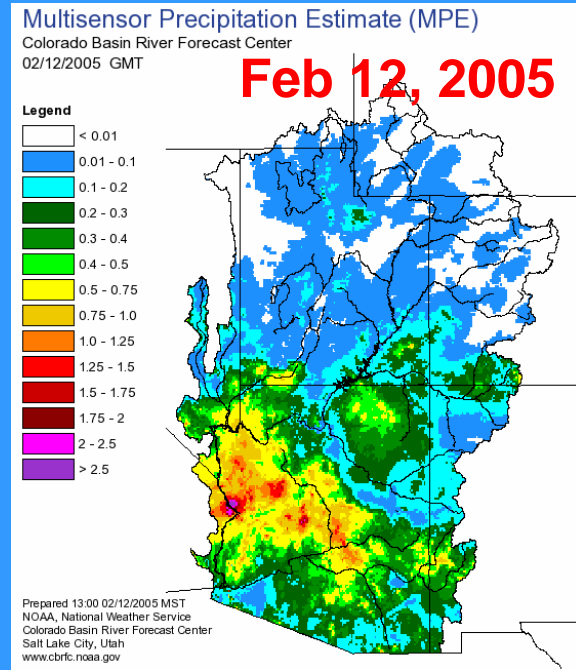 Multisensor Precipitation Estimate (MPE)
Colorado Basin River Forecast Center
02/12/2005 GMT
Feb 12, 2005
Legend
< 0.01
0.01 - 0.1
0.1 - 0.2
0.2 - 0.3
0.3 - 0.4
0.4 - 0.5
0.5 - 0.75
0.75 - 1.0
1.0 - 1.25
1.25 - 1.5
1.5 - 1.75
1.75 - 2
2 - 2.5
> 2.5
Prepared 13:00 02/12/2005 MST
NOAA, National Weather Service
Colorado Basin River Forecast Center
Salt Lake City, Utah
www.cbrfc.noaa.gov